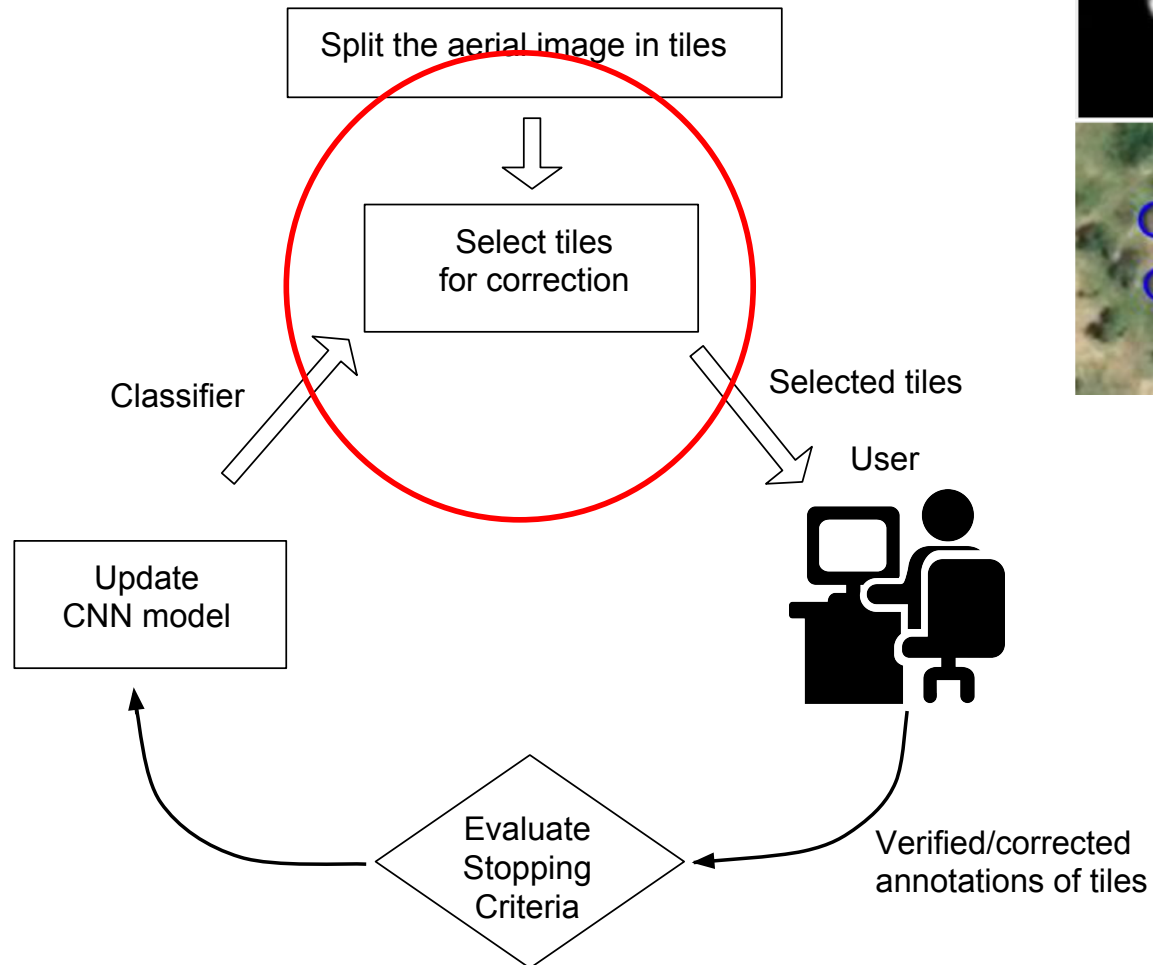 Split the aerial image in tiles
Select tiles
for correction
Classifier
Selected tiles
User
Update
CNN model
Evaluate
Stopping
Criteria
Verified/corrected
annotations of tiles